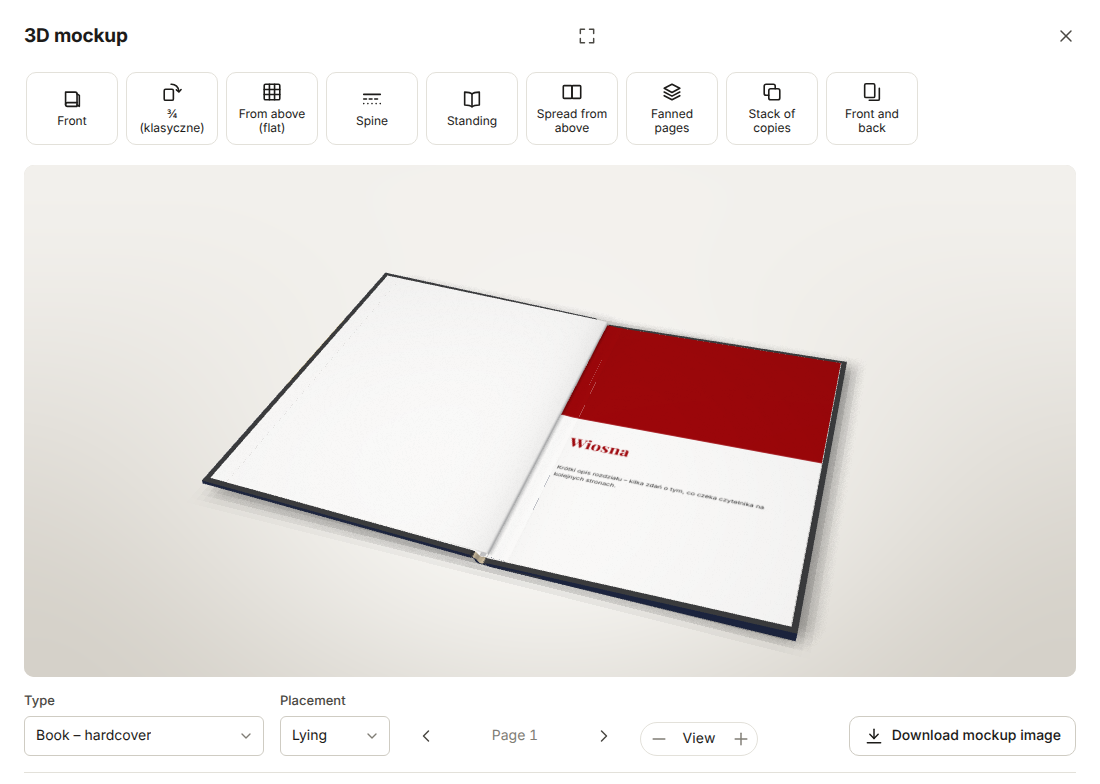 3D mockup
Front
¾
(klasyczne)
From above
(flat)
Spine
Standing
Spread from
above
Fanned
pages
Stack of
copies
Front and
back
Wiosna
Krótki opis rozdziału – kilka zdań o tym, co czeka czytelnika na
kolejnych stronach.
Type
Placement
Book – hardcover
Lying
Page 1
View
Download mockup image